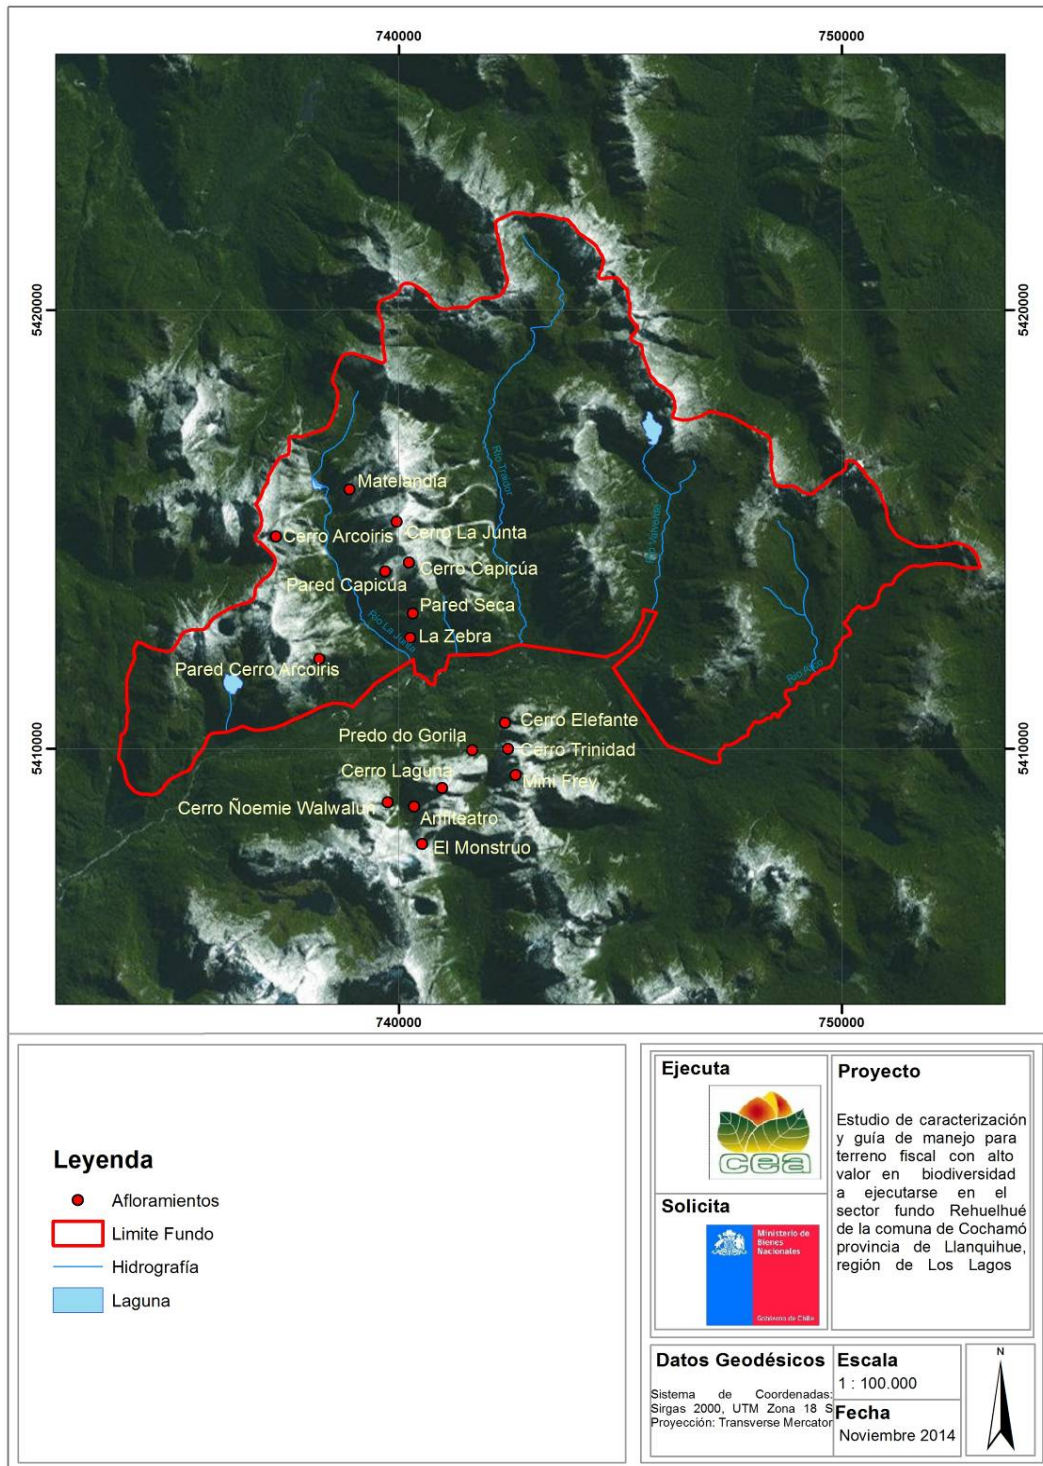 740000
750000
5420000
5420000
Río Traidor
Matelandia
Cerro La Junta
Cerro Arcoiris
Cerro Capicúa
Pared Capicúa
Pared Seca
Río La Junta
La Zebra
Pared Cerro Arcoiris
5410000
5410000
Cerro Elefante
Predo do Gorila
Cerro Trinidad
Cerro Laguna
Mini Frey
Cerro Ñoemie Walwalun
Anfiteatro
El Monstruo
740000
750000
Leyenda
Afloramientos
Limite Fundo
Hidrografía
Laguna
Ejecuta
cea
Solicita
Ministerio de
Bienes
Nacionales
Gobierno de Chile
Proyecto
Estudio de caracterización
y guía de manejo para
terreno fiscal con alto
valor en biodiversidad
a ejecutarse en el
sector fundo Rehuelhué
de la comuna de Cochamó
provincia de Llanquihue,
región de Los Lagos
Datos Geodésicos
Sistema de Coordenadas:
Sirgas 2000, UTM Zona 18 S
Proyección: Transverse Mercator
Escala
1 : 100.000
Fecha
Noviembre 2014
N